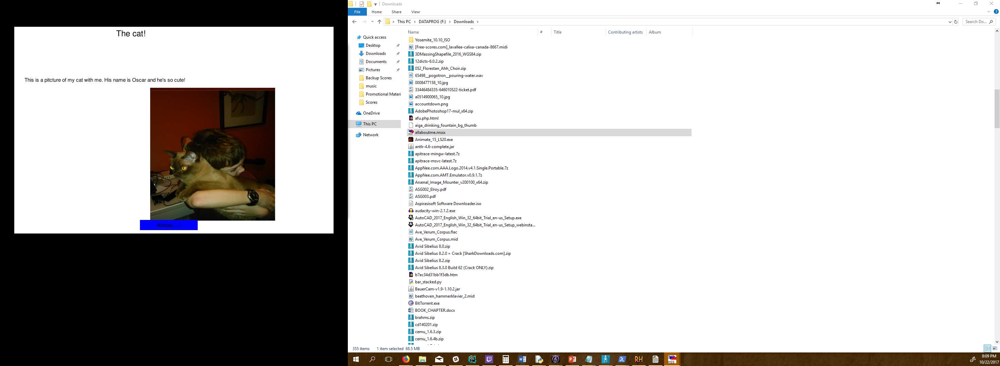 The cat!
This is a pitcture of my cat with me. His name is Oscar and he's so cute!
Almost.....!
Downloads
File Home Share View
This PC DATAPROG (F:) Downloads
Search Do...
Quick access
Desktop
Downloads
Documents
Pictures
Backup Scores
music
Promotional Materi
Scores
OneDrive
This PC
Network
Name # Title Contributing artists Album
Yosemite_10.10_ISO
[Free-scores.com]_lavallee-calixa-canada-8667.midi
3DMassingShapefile_2016_WGS84.zip
12dicts-6.0.2.zip
052_Florestan_Ahh_Choir.zip
65498__pogotron__pouring-water.wav
0008477158_10.jpg
33446484335-646010522-ticket.pdf
a0514900065_10.jpg
accountdown.png
AdobePhotoshop17-mul_x64.zip
afu.php.html
aiga_drinking_fountain_bg_thumb
allaboutme.mssx
Animate_15_LS20.exe
antlr-4.6-complete.jar
apitrace-mingw-latest.7z
apitrace-msvc-latest.7z
AppNee.com.AAA.Logo.2014.v4.1.Single.Portable.7z
AppNee.com.AMT.Emulator.v0.9.1.7z
Arsenal_Image_Mounter_v200100_x64.zip
ASG002_Elroy.pdf
ASG003.pdf
Aspirasisoft Software Downloader.iso
audacity-win-2.1.2.exe
AutoCAD_2017_English_Win_32_64bit_Trial_en-us_Setup.exe
AutoCAD_2017_English_Win_32_64bit_Trial_en-us_Setup_webinsta...
Ave_Verum_Corpus.flac
Ave_Verum_Corpus.mid
Avid Sibelius 8.0.zip
Avid Sibelius 8.2.0 + Crack [SharkDownloads.com].zip
Avid Sibelius 8.2.zip
Avid Sibelius 8.3.0 Build 62 (Crack ONLY).zip
b7ec34d31bb1f3db.htm
bar_stacked.py
BauerCam-v1.9-1.10.2.jar
beethoven_hammerklavier_2.mid
BitTorrent.exe
BOOK_CHAPTER.docx
brahms.zip
cd140201.zip
cemu_1.6.3.zip
cemu_1.6.4b.zip
355 items 1 item selected 68.5 MB
CL RH MSS
8:09 PM
10/22/2017